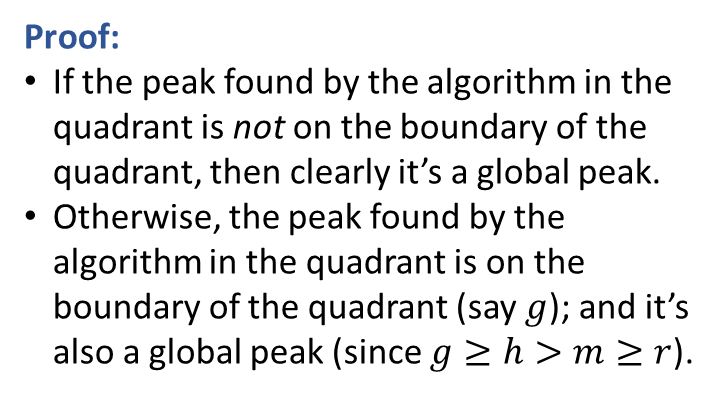 Proof:
• If the peak found by the algorithm in the
quadrant is not on the boundary of the
quadrant, then clearly it’s a global peak.
• Otherwise, the peak found by the
algorithm in the quadrant is on the
boundary of the quadrant (say g); and it’s
also a global peak (since g ≥ h > m ≥ r).